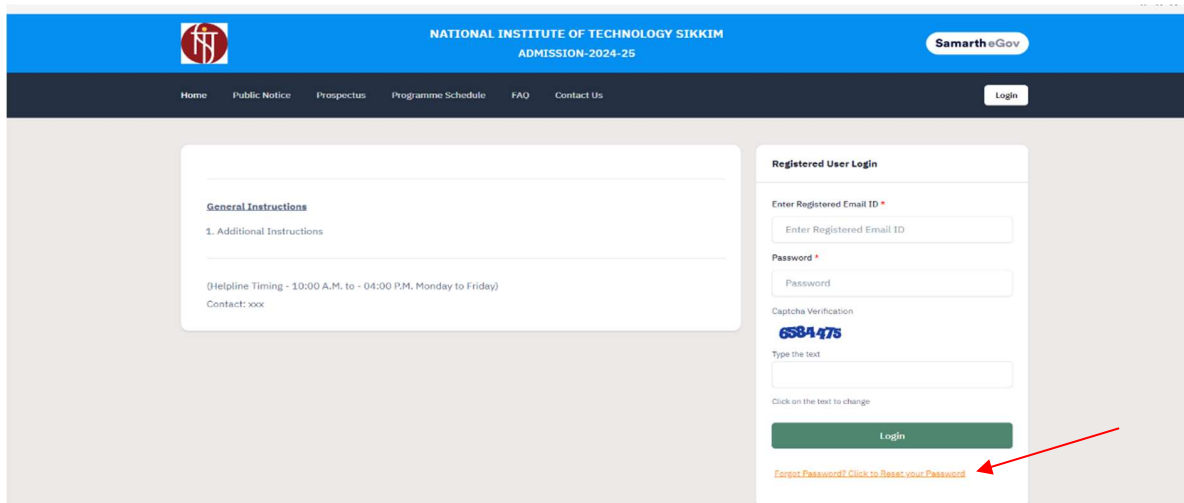 NATIONAL INSTITUTE OF TECHNOLOGY SIKKIM
ADMISSION-2024-25
Samarth eGov
Home Public Notice Prospectus Programme Schedule FAQ Contact Us Login
General Instructions
1. Additional Instructions
(Helpline Timing - 10:00 A.M. to - 04:00 P.M. Monday to Friday)
Contact: xxx
Registered User Login
Enter Registered Email ID *
Enter Registered Email ID
Password *
Password
Captcha Verification
6584475
Type the text
Click on the text to change
Login
Forgot Password? Click to Reset your Password